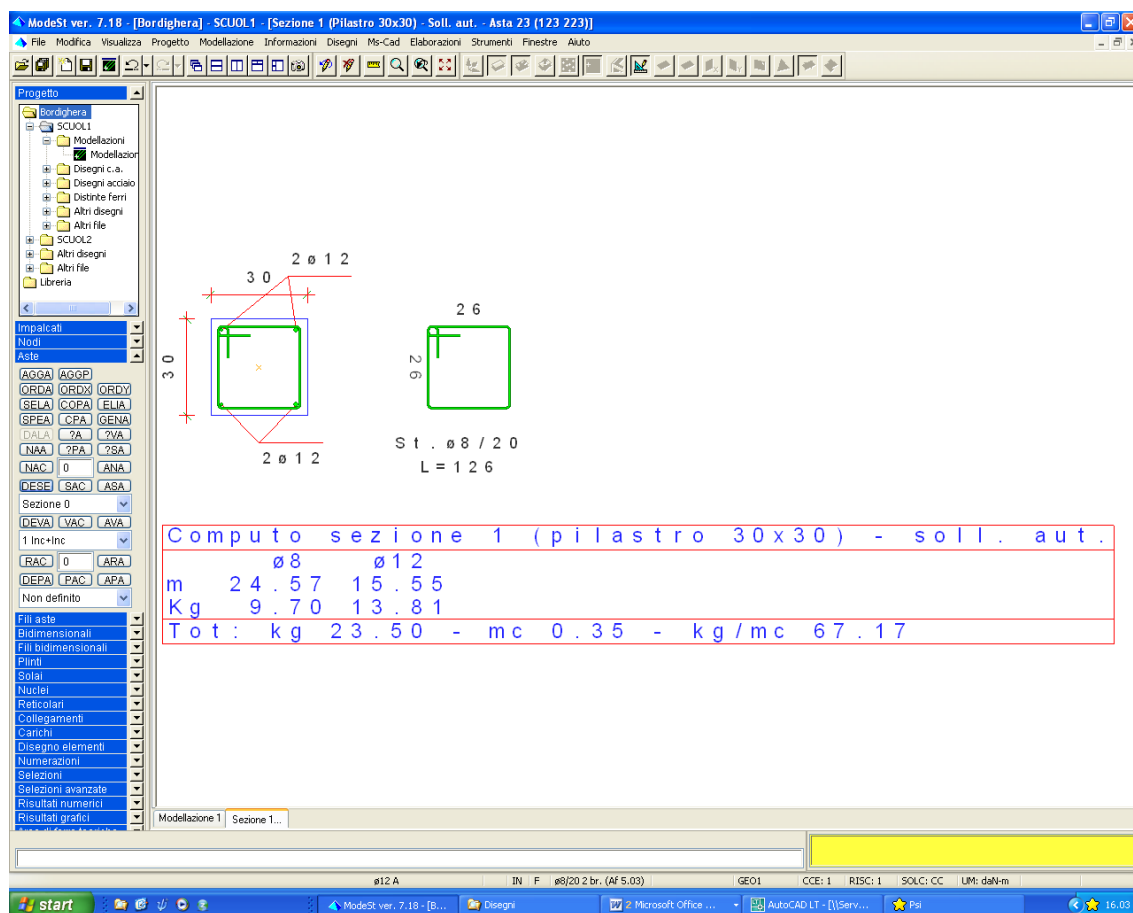 ModeSt ver. 7.18 - [Bordighera] - SCUOL1 - [Sezione 1 (Pilastro 30x30) - Soll. aut. - Asta 23 (123 223)]
File Modifica Visualizza Progetto Modellazione Informazioni Disegni Ms-Cad Elaborazioni Strumenti Finestre Aiuto
Progetto
Bordighera
SCUOL1
Modellazioni
Modellazion
Disegni c.a.
Disegni acciaio
Distinte ferri
Altri disegni
Altri file
SCUOL2
Altri disegni
Altri file
Libreria
Impalcati
Nodi
Aste
AGGA AGGP
ORDA ORDX ORDY
SELA COPA ELIA
SPEA CPA GENA
DALA ?A ?VA
NAA ?PA ?SA
NAC 0 ANA
DESE SAC ASA
Sezione 0
DEVA VAC AVA
1 Inc+Inc
RAC 0 ARA
DEPA PAC APA
Non definito
Fili aste
Bidimensionali
Fili bidimensionali
Plinti
Solai
Nuclei
Reticolari
Collegamenti
Carichi
Disegno elementi
Numerazioni
Selezioni
Selezioni avanzate
Risultati numerici
Risultati grafici
2ø12
30
30
2ø12
26
26
St. ø8/20
L=126
Computo sezione 1 (pilastro 30x30) - soll. aut.
ø8 ø12
m 24.57 15.55
Kg 9.70 13.81
Tot: kg 23.50 - mc 0.35 - kg/mc 67.17
Modellazione 1 Sezione 1...
ø12 A IN F ø8/20 2 br. (Af 5.03) GEO1 CCE: 1 RISC: 1 SOLC: CC UM: daN-m
start ModeSt ver. 7.18 - [B... Disegni 2 Microsoft Office ... AutoCAD LT - [\\Serv... Psi 16.03